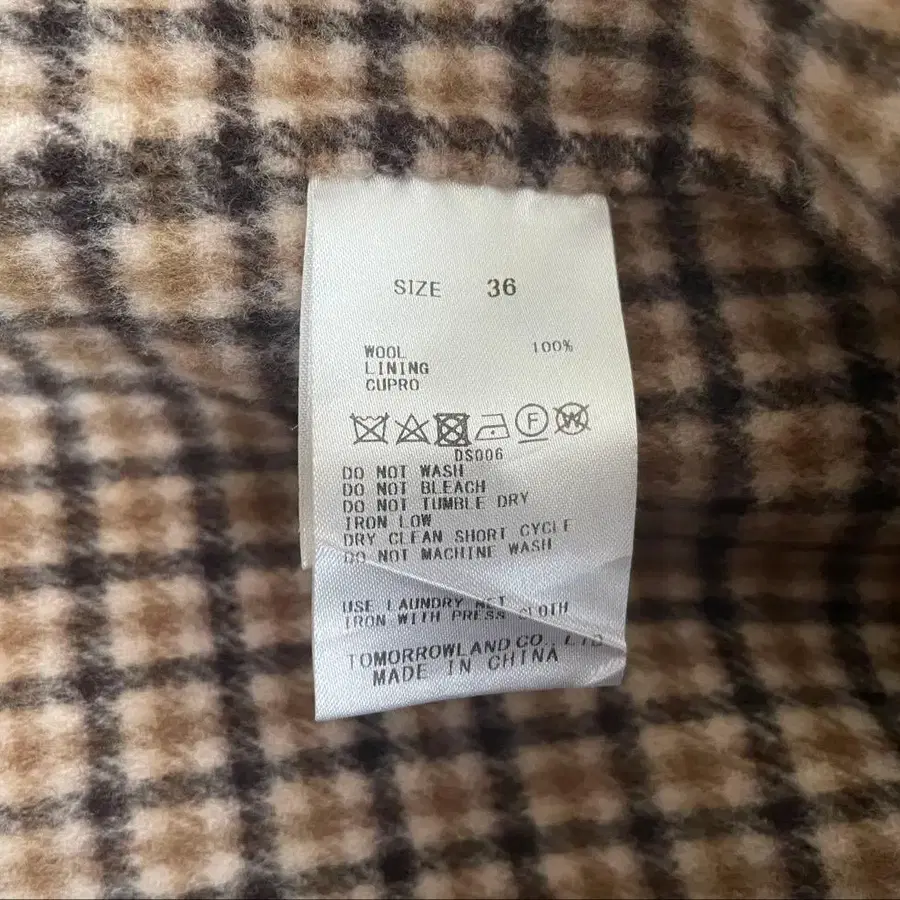 SIZE 36
WOOL 100%
LINING
CUPRO
F W
DS006
DO NOT WASH
DO NOT BLEACH
DO NOT TUMBLE DRY
IRON LOW
DRY CLEAN SHORT CYCLE
DO NOT MACHINE WASH
USE LAUNDRY NET
IRON WITH PRESS CLOTH
TOMORROWLAND CO., LTD
MADE IN CHINA